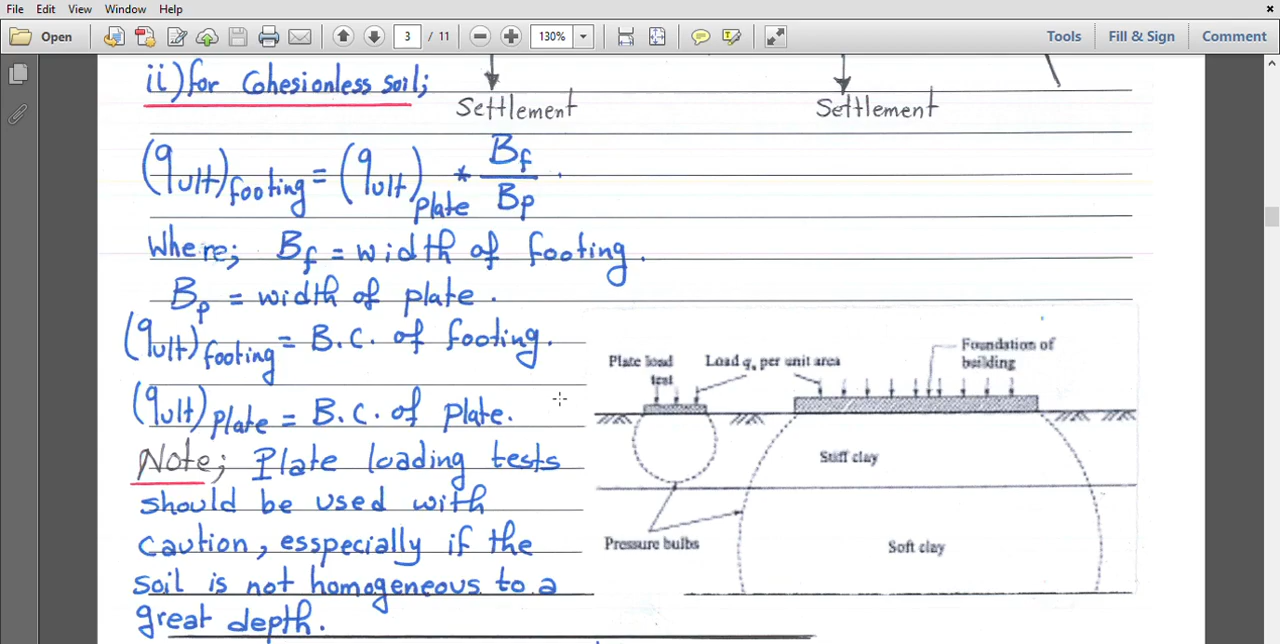 File Edit View Window Help
Open 3 / 11 130% Tools Fill & Sign Comment
ii) for Cohesionless soil;
Settlement Settlement
(qult)footing = (qult)plate * Bf/Bp .
Where; Bf = width of footing.
Bp = width of plate.
(qult)footing = B.C. of footing.
(qult)plate = B.C. of plate.
Note; Plate loading tests
should be used with
caution, esspecially if the
soil is not homogeneous to a
great depth.
Plate load test
Load qₛ per unit area
Foundation of
building
Stiff clay
Pressure bulbs
Soft clay